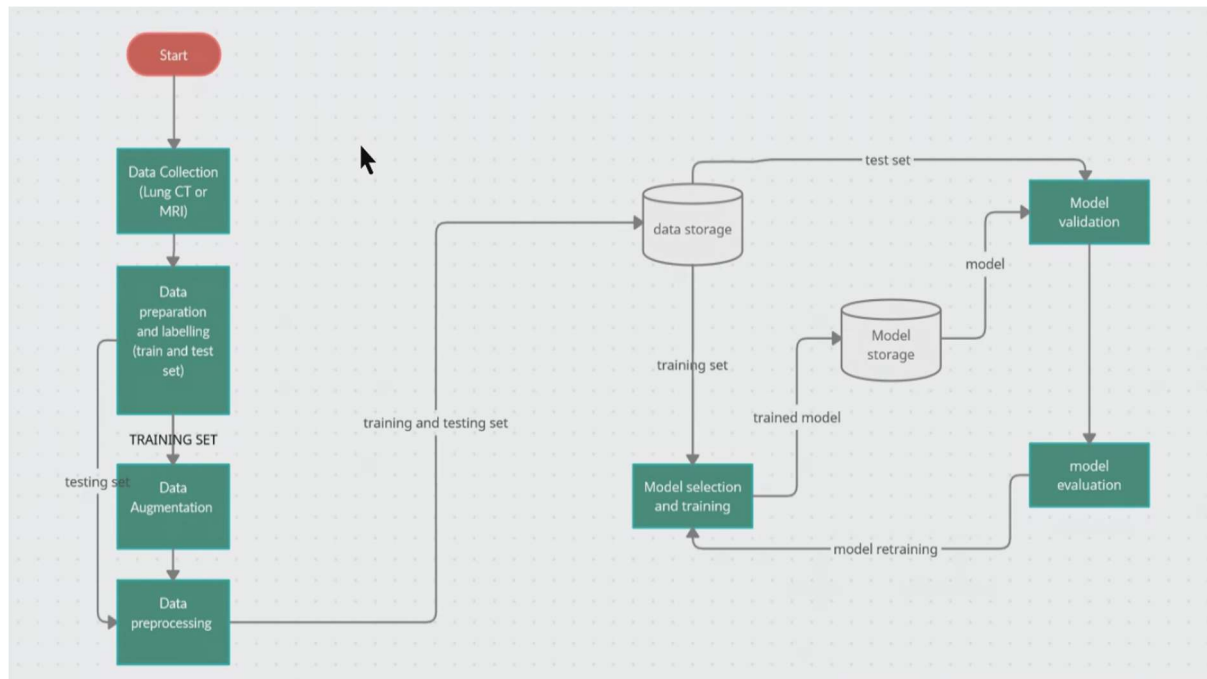 Start
Data Collection
(Lung CT or
MRI)
Data
preparation
and labelling
(train and test
set)
TRAINING SET
testing set
Data
Augmentation
Data
preprocessing
training and testing set
data storage
test set
Model
validation
model
Model
storage
training set
trained model
Model selection
and training
model
evaluation
model retraining